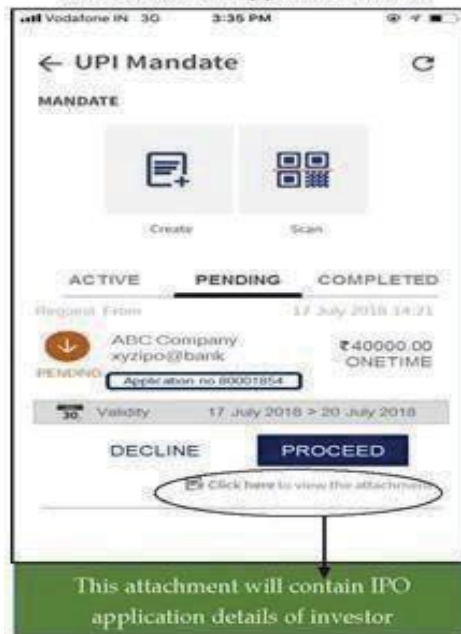 Vodafone IN 3G 3:35 PM
← UPI Mandate
MANDATE
Create Scan
ACTIVE PENDING COMPLETED
Request From 17 July 2018 14:21
ABC Company ₹40000.00
xyzipo@bank ONETIME
PENDING
Application no 80001854
30 Validity 17 July 2018 > 20 July 2018
DECLINE PROCEED
Click here to view the attachment
This attachment will contain IPO
application details of investor